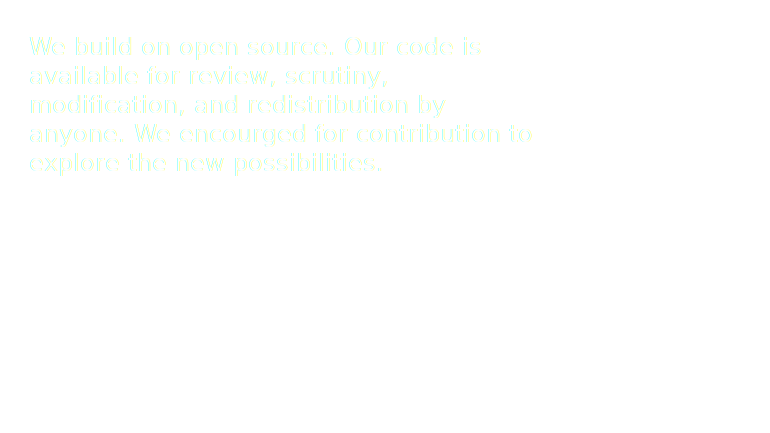 We build on open source. Our code is
available for review, scrutiny,
modification, and redistribution by
anyone. We encourged for contribution to
explore the new possibilities.